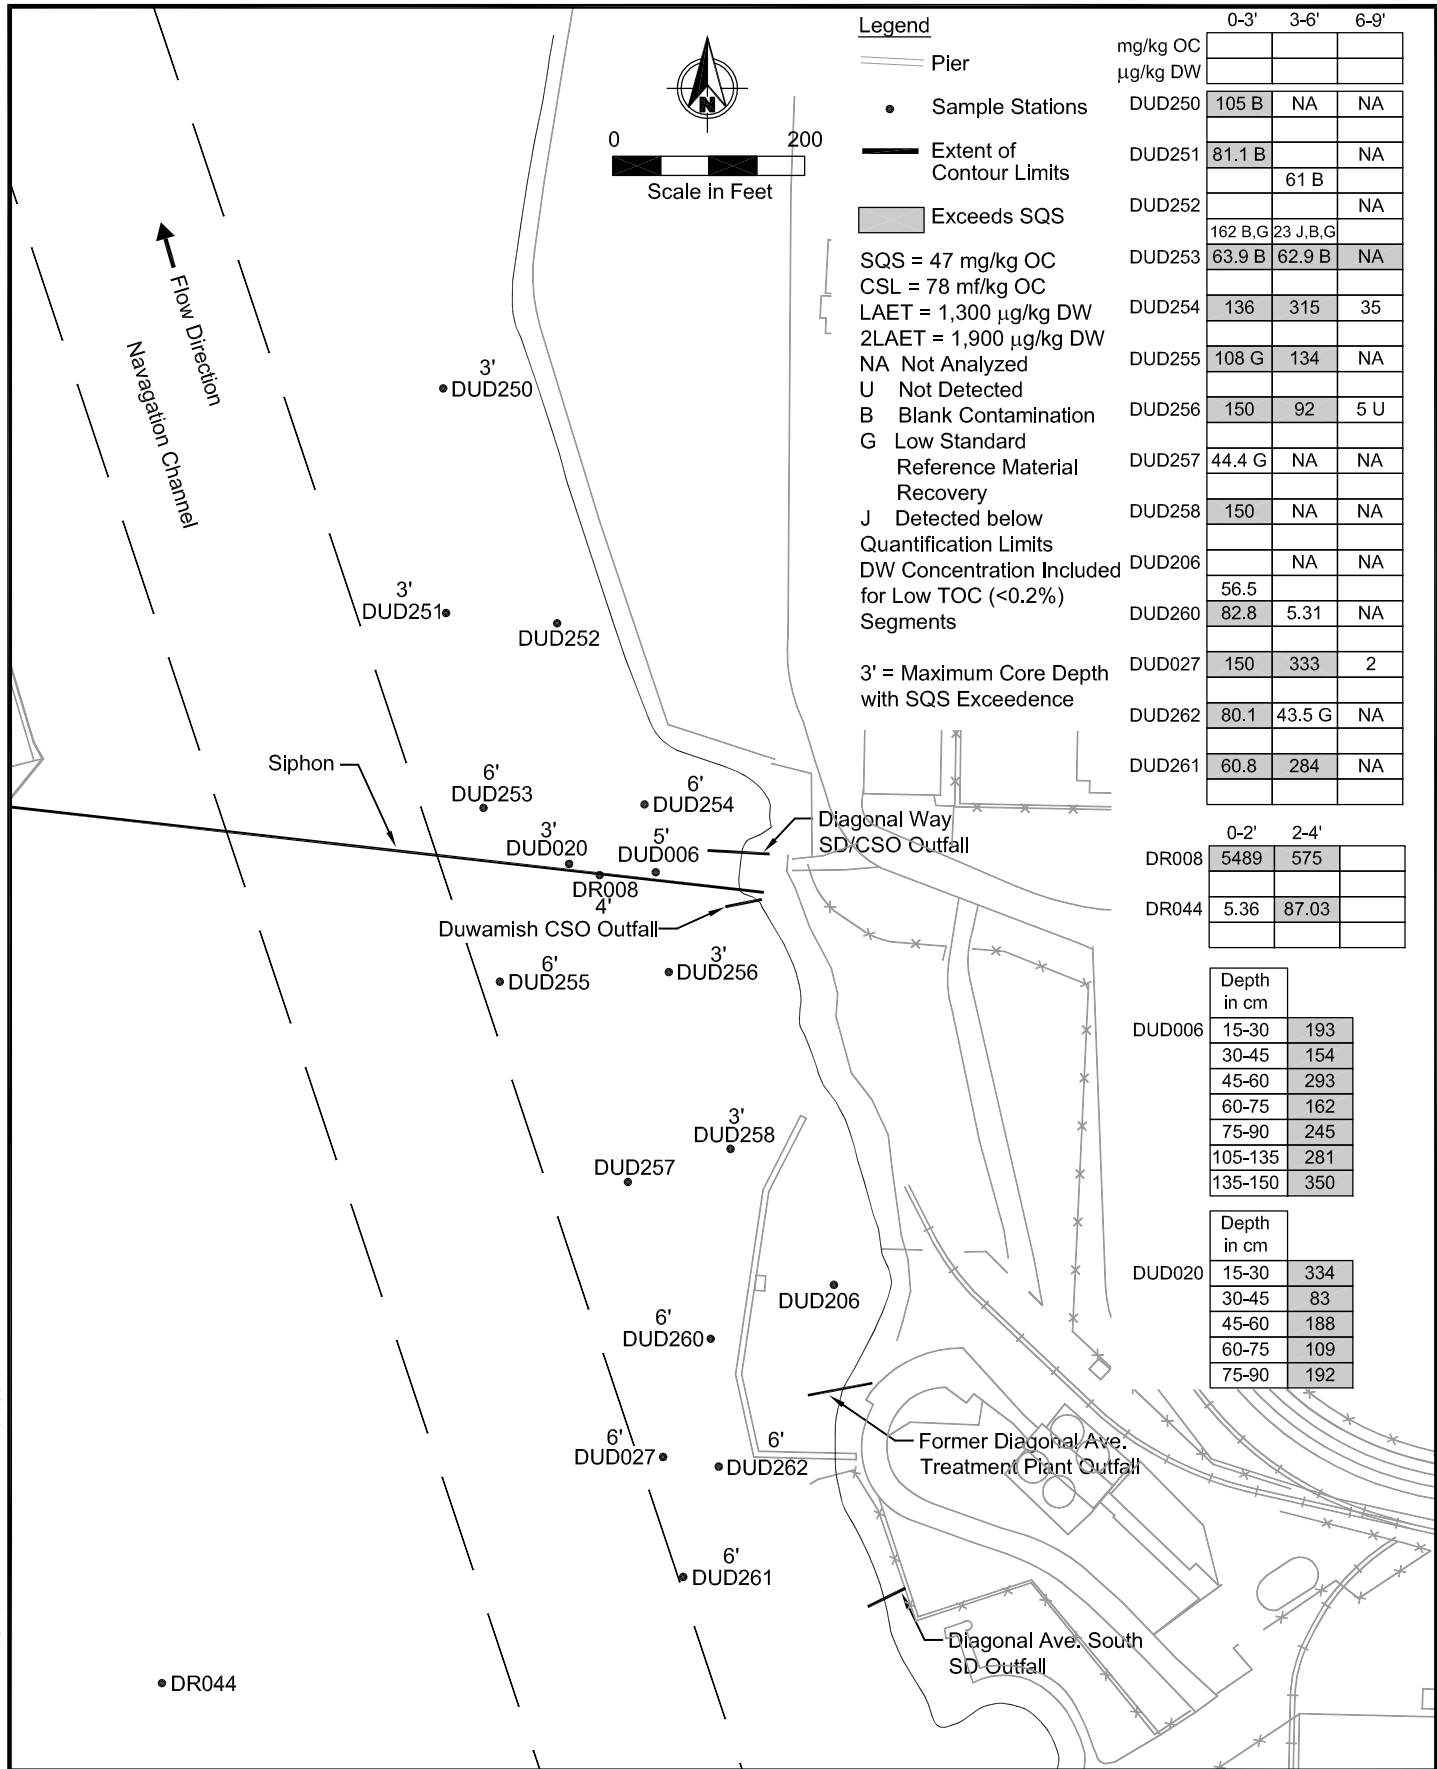 Legend
Pier
Sample Stations
Extent of
Contour Limits
Exceeds SQS
SQS = 47 mg/kg OC
CSL = 78 mf/kg OC
LAET = 1,300 µg/kg DW
2LAET = 1,900 µg/kg DW
NA Not Analyzed
U Not Detected
B Blank Contamination
G Low Standard
Reference Material
Recovery
J Detected below
Quantification Limits
DW Concentration Included
for Low TOC (<0.2%)
Segments
3' = Maximum Core Depth
with SQS Exceedence
N
0 200
Scale in Feet
Flow Direction
Navagation Channel
3'
DUD250
3'
DUD251
DUD252
Siphon
6'
DUD253
6'
DUD254
3'
DUD020
5'
DUD006
DR008
4'
Diagonal Way
SD/CSO Outfall
Duwamish CSO Outfall
6'
DUD255
3'
DUD256
3'
DUD258
DUD257
DUD206
6'
DUD260
6'
DUD027
6'
DUD262
Former Diagonal Ave.
Treatment Plant Outfall
6'
DUD261
Diagonal Ave. South
SD Outfall
DR044
0-3' 3-6' 6-9'
mg/kg OC
µg/kg DW
DUD250 105 B NA NA
DUD251 81.1 B NA
61 B
DUD252 NA
162 B,G 23 J,B,G
DUD253 63.9 B 62.9 B NA
DUD254 136 315 35
DUD255 108 G 134 NA
DUD256 150 92 5 U
DUD257 44.4 G NA NA
DUD258 150 NA NA
DUD206 NA NA
56.5
DUD260 82.8 5.31 NA
DUD027 150 333 2
DUD262 80.1 43.5 G NA
DUD261 60.8 284 NA
0-2' 2-4'
DR008 5489 575
DR044 5.36 87.03
Depth
in cm
DUD006 15-30 193
30-45 154
45-60 293
60-75 162
75-90 245
105-135 281
135-150 350
Depth
in cm
DUD020 15-30 334
30-45 83
45-60 188
60-75 109
75-90 192